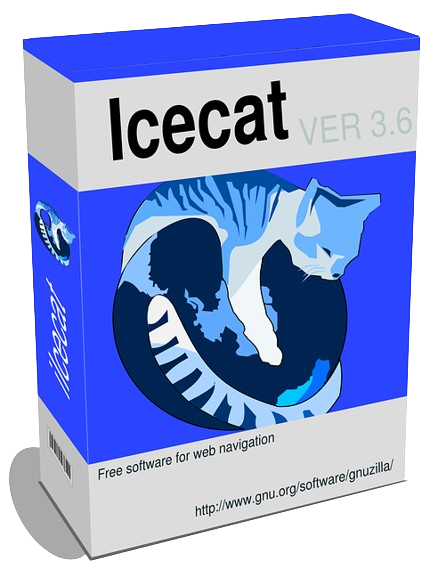 Icecat
VER 3.6
Icecat
Free software for web navigation
http://www.gnu.org/software/gnuzilla/